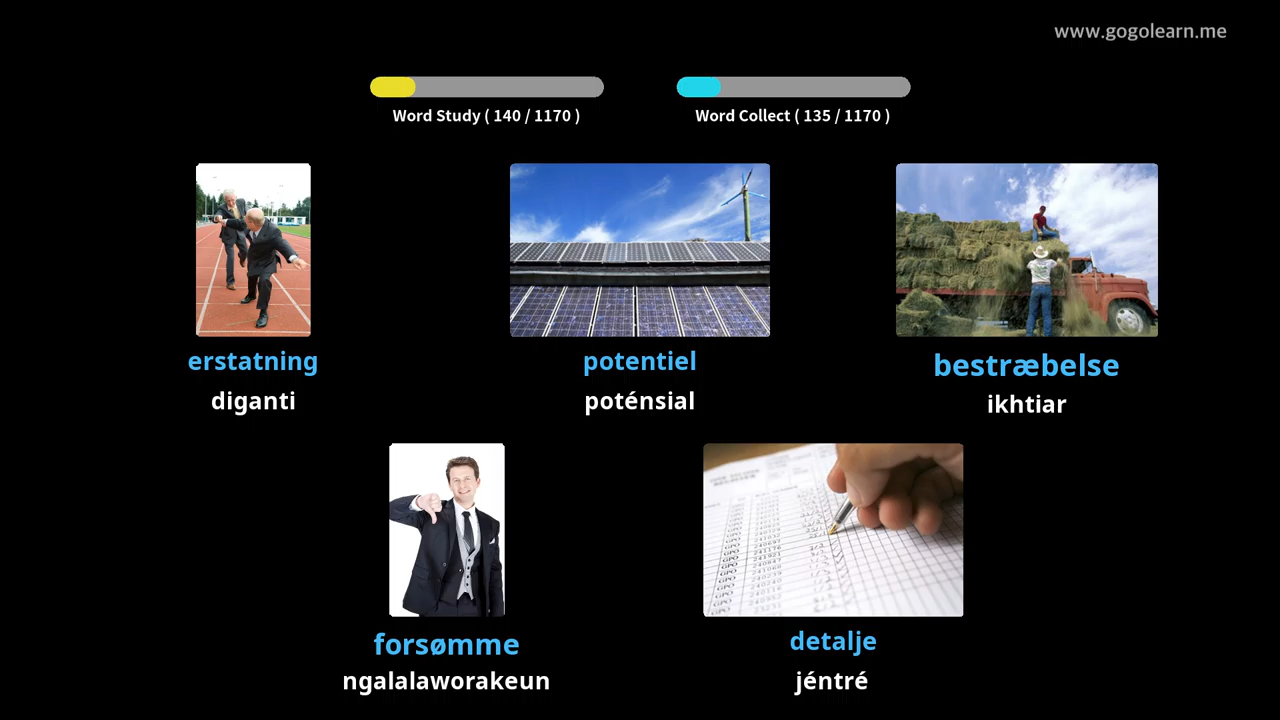 www.gogolearn.me
Word Study ( 140 / 1170 )
Word Collect ( 135 / 1170 )
erstatning
diganti
potentiel
poténsial
bestræbelse
ikhtiar
forsømme
ngalalaworakeun
detalje
jéntré